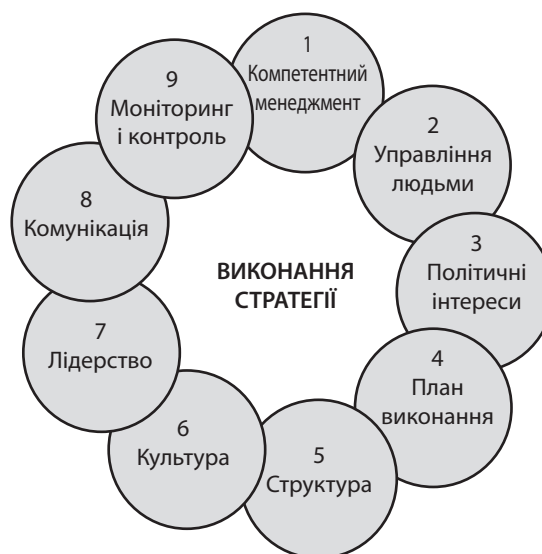 1
Компетентний
менеджмент
2
Управління
людьми
3
Політичні
інтереси
4
План
виконання
5
Структура
6
Культура
7
Лідерство
8
Комунікація
9
Моніторинг
і контроль
ВИКОНАННЯ
СТРАТЕГІЇ